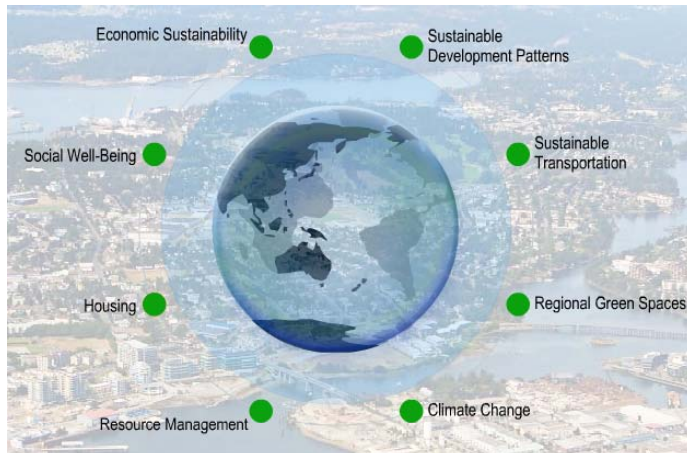 Economic Sustainability
Sustainable
Development Patterns
Social Well-Being
Sustainable
Transportation
Housing
Regional Green Spaces
Resource Management
Climate Change